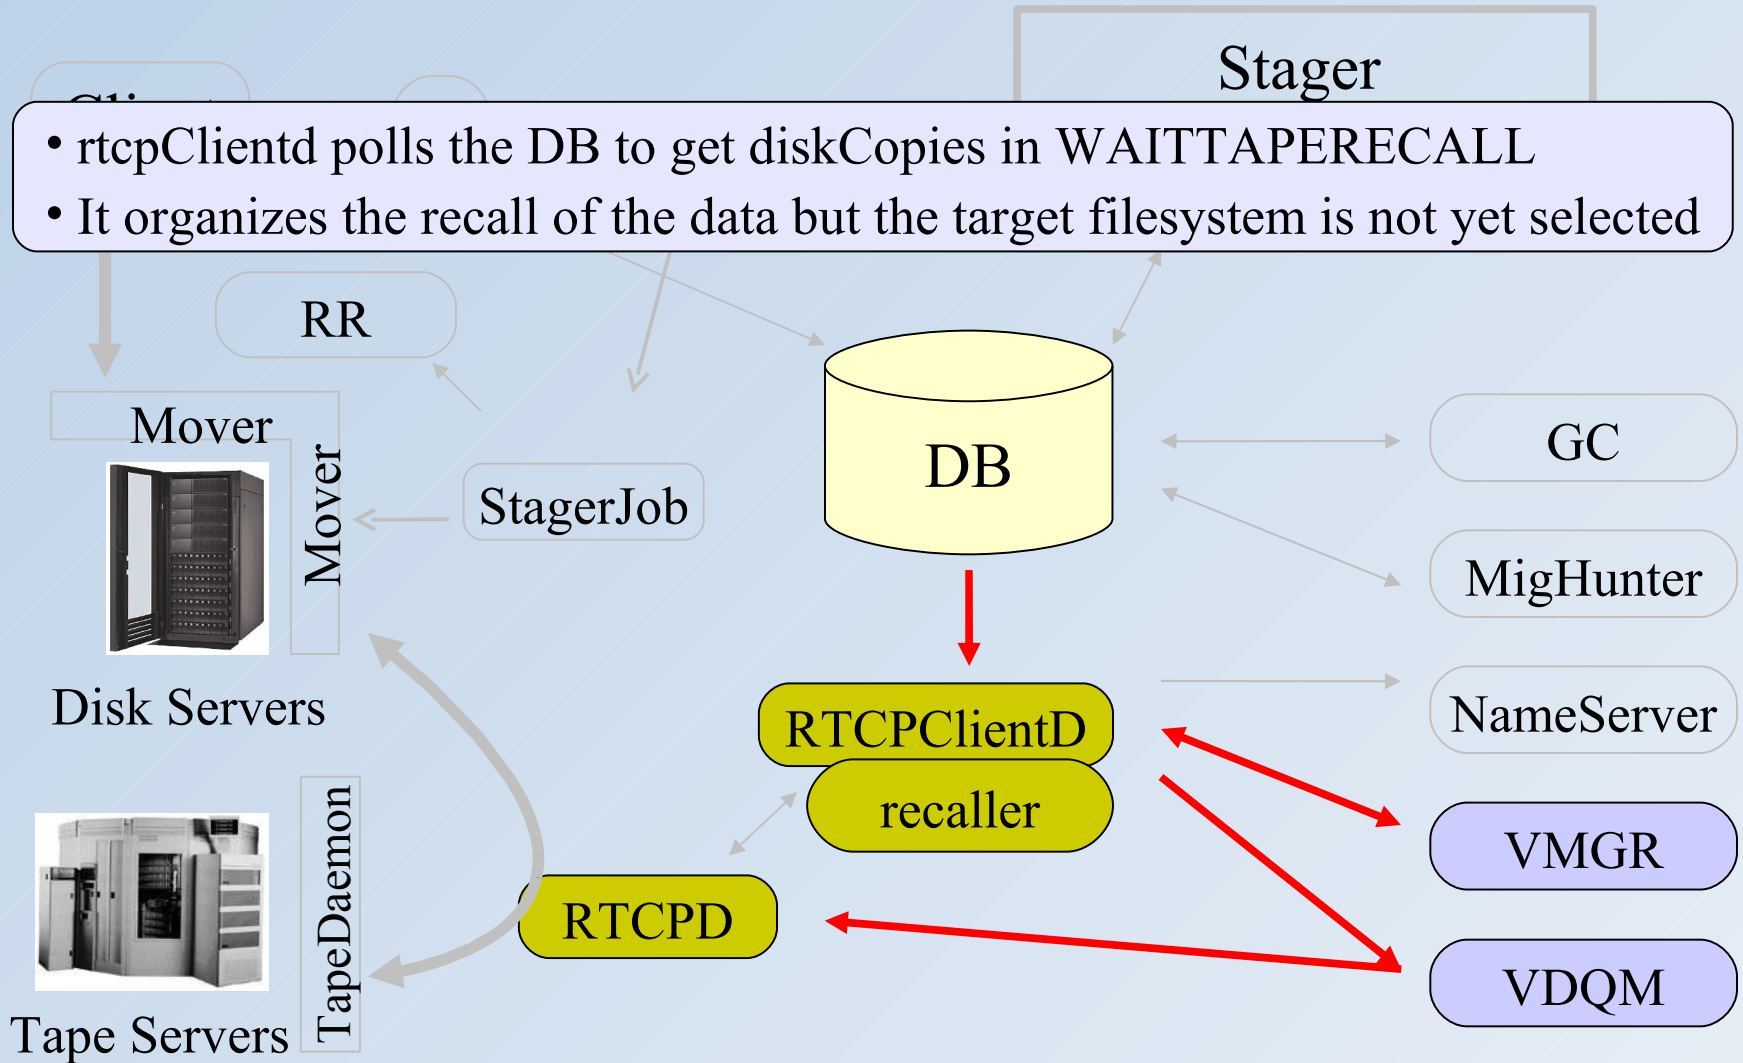 Stager
• rtcpClientd polls the DB to get diskCopies in WAITTAPERECALL
• It organizes the recall of the data but the target filesystem is not yet selected
RR
Mover
Mover
StagerJob
DB
GC
MigHunter
NameServer
Disk Servers
RTCPClientD
recaller
VMGR
RTCPD
VDQM
TapeDaemon
Tape Servers